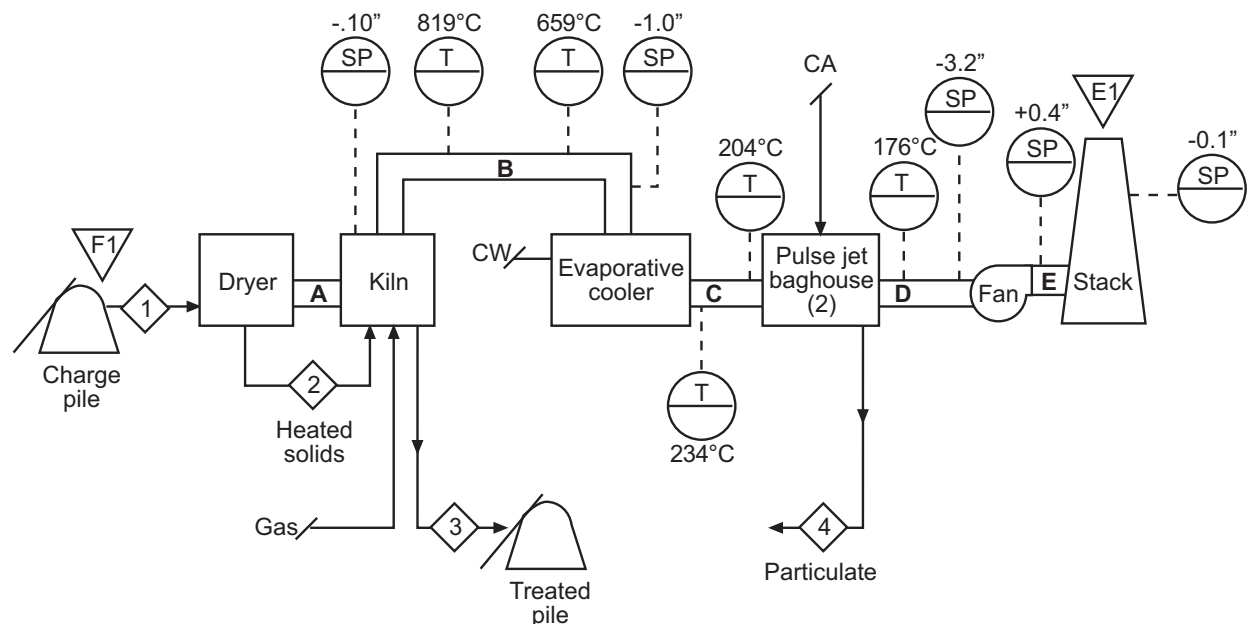 -.10” 819°C 659°C -1.0”
SP T T SP
CA
-3.2”
SP
E1
+0.4”
SP
-0.1”
SP
204°C
T
176°C
T
B
F1
CW
Dryer
A
Kiln
Evaporative
cooler
C
Pulse jet
baghouse
(2)
D
Fan
E
Stack
1
Charge
pile
2
Heated
solids
T
234°C
Gas
3
Treated
pile
4
Particulate